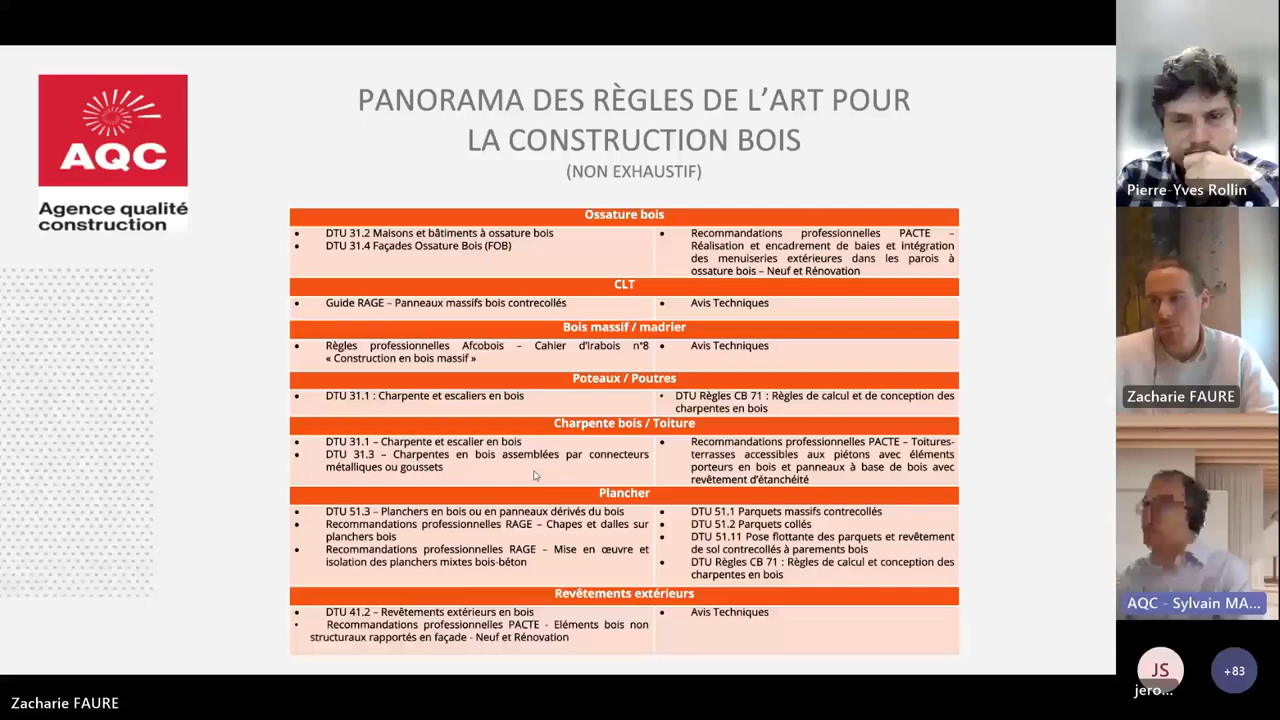 AQC
Agence qualité
construction
PANORAMA DES RÈGLES DE L'ART POUR
LA CONSTRUCTION BOIS
(NON EXHAUSTIF)
Ossature bois
• DTU 31.2 Maisons et bâtiments à ossature bois
• DTU 31.4 Façades Ossature Bois (FOB)
• Recommandations professionnelles PACTE –
Réalisation et encadrement de baies et intégration
des menuiseries extérieures dans les parois à
ossature bois – Neuf et Rénovation
CLT
• Guide RAGE – Panneaux massifs bois contrecollés
• Avis Techniques
Bois massif / madrier
• Règles professionnelles Afcobois – Cahier d'Irabois n°8
« Construction en bois massif »
• Avis Techniques
Poteaux / Poutres
• DTU 31.1 : Charpente et escaliers en bois
• DTU Règles CB 71 : Règles de calcul et de conception des
charpentes en bois
Charpente bois / Toiture
• DTU 31.1 – Charpente et escalier en bois
• DTU 31.3 – Charpentes en bois assemblées par connecteurs
métalliques ou goussets
• Recommandations professionnelles PACTE – Toitures-
terrasses accessibles aux piétons avec éléments
porteurs en bois et panneaux à base de bois avec
revêtement d'étanchéité
Plancher
• DTU 51.3 – Planchers en bois ou en panneaux dérivés du bois
• Recommandations professionnelles RAGE – Chapes et dalles sur
planchers bois
• Recommandations professionnelles RAGE – Mise en œuvre et
isolation des planchers mixtes bois-béton
• DTU 51.1 Parquets massifs contrecollés
• DTU 51.2 Parquets collés
• DTU 51.11 Pose flottante des parquets et revêtement
de sol contrecollés à parements bois
• DTU Règles CB 71 : Règles de calcul et conception des
charpentes en bois
Revêtements extérieurs
• DTU 41.2 – Revêtements extérieurs en bois
• Recommandations professionnelles PACTE - Eléments bois non
structuraux rapportés en façade - Neuf et Rénovation
• Avis Techniques
Pierre-Yves Rollin
Zacharie FAURE
AQC - Sylvain MA...
JS
jero...
+83
Zacharie FAURE